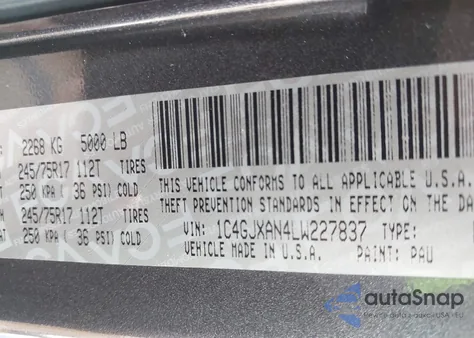 G 2268 KG 5000 LB
245/75R17 112T TIRES
250 KPA ( 36 PSI) COLD
245/75R17 112T TIRES
250 KPA ( 36 PSI) COLD
THIS VEHICLE CONFORMS TO ALL APPLICABLE U.S.A.
THEFT PREVENTION STANDARDS IN EFFECT ON THE DA
VIN: 1C4GJXAN4LW227837 TYPE:
VEHICLE MADE IN U.S.A. PAINT: PAU
autoSnap